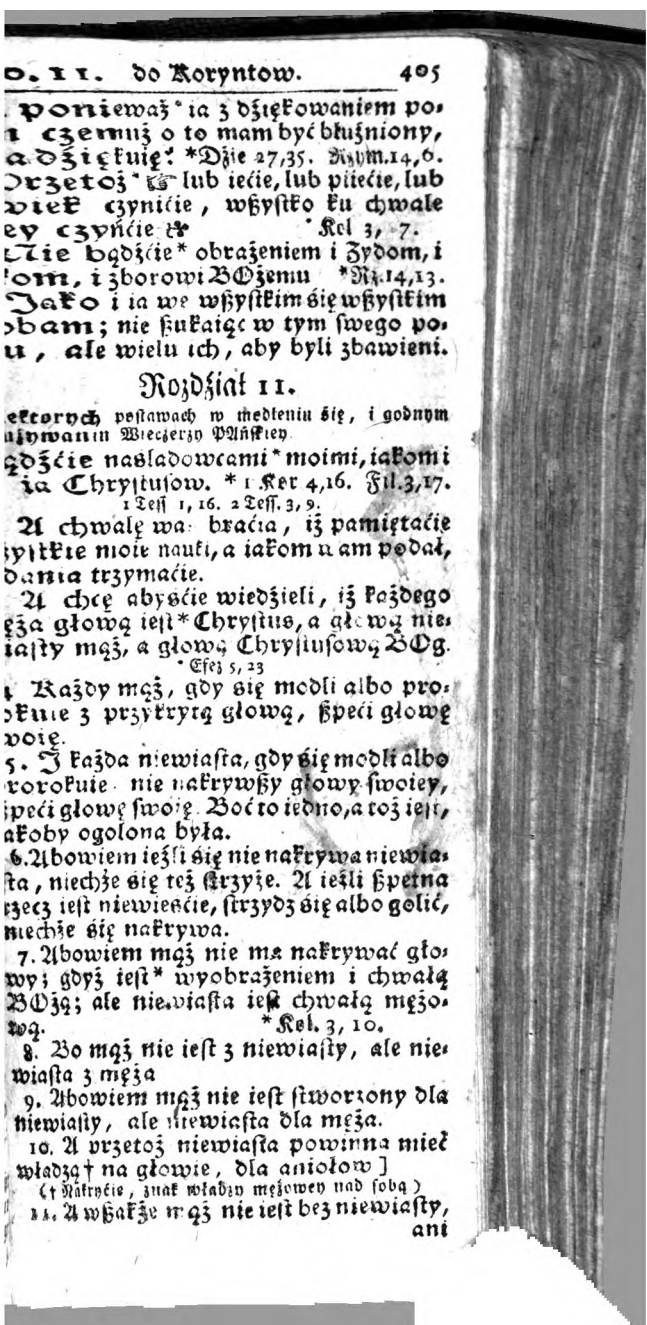 do Koryntow. 405
ponieważ* ia z dziękowaniem po-
czemuż o to mam być błuźniony,
dziękuię? *Dzie 27,35. Rzym.14,6.
Przetoż* ☞ lub iecie, lub piiecie, lub
czynicie, wszystko ku chwale
czyńcie *Kol 3, 7.
Nie bądźcie* obrażeniem i Żydom, i
i zborowi BOżemu *Rz.14,13.
Jako i ia we wszystkim się wszystkim
nie szukaiąc w tym swego po-
ale wielu ich, aby byli zbawieni.
Rozdział 11.
postawach w modleniu się, i godnym
używaniu Wieczerzy PAńskiey
bądźcie nasladowcami* moimi, iakom i
ia Chrystusow. * 1 Kor 4,16. Fil.3,17.
1 Tess 1, 16. 2 Tess. 3, 9.
A chwalę was bracia, iż pamiętacie
moie nauki, a iakom wam podał,
trzymacie.
A chcę abyście wiedzieli, iż każdego
męża głową iest* Chrystus, a głową nie-
wiasty mąż, a głową Chrystusową BOg.
* Efez 5, 23
4 Każdy mąż, gdy się modli albo pro-
rokuie z przykrytą głową, szpeci głowę
swoię.
5. I każda niewiasta, gdy się modli albo
prorokuie nie nakrywszy głowy swoiey,
szpeci głowę swoię. Boć to iedno, a toż iest,
iakoby ogolona była.
6. Abowiem ieźli się nie nakrywa niewia-
sta, niechże się też strzyże. A ieźli szpetna
rzecz iest niewieście, strzydz się albo golić,
niechże się nakrywa.
7. Abowiem mąż nie ma nakrywać gło-
wy; gdyż iest* wyobrażeniem i chwałą
BOżą; ale niewiasta iest chwałą mężo-
wą. * Kol. 3, 10.
8. Bo mąż nie iest z niewiasty, ale nie-
wiasta z męża
9. Abowiem mąż nie iest stworzony dla
niewiasty, ale niewiasta dla męża.
10. A przetoż niewiasta powinna mieć
władzą † na głowie, dla aniołow ]
(† Nakrycie, znak władzy mężowey nad sobą )
11. A wszakże mąż nie iest bez niewiasty,
ani